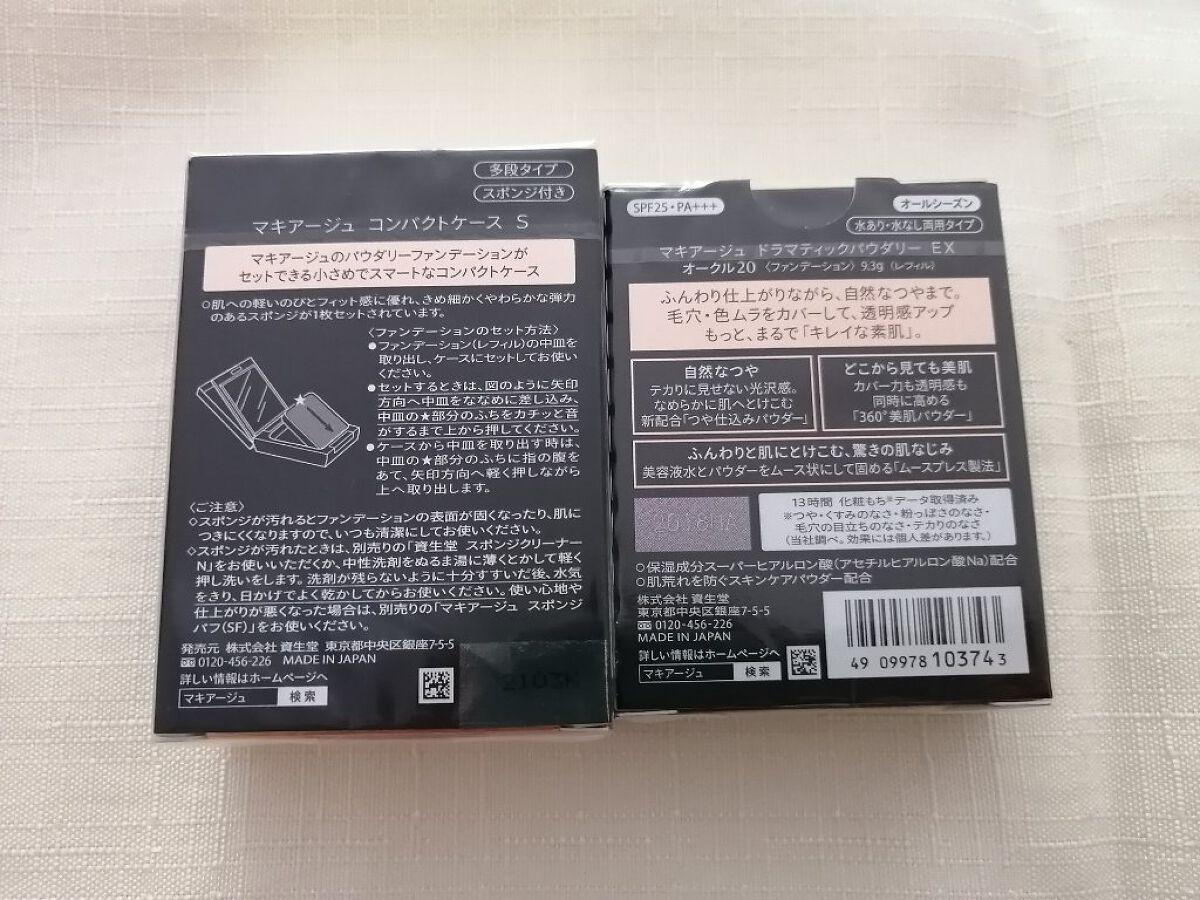 多段タイプ
スポンジ付き
マキアージュ コンパクトケース S
マキアージュのパウダリーファンデーションが
セットできる小さめでスマートなコンパクトケース
○肌への軽いのびとフィット感に優れ、きめ細かくやわらかな弾力
のあるスポンジが1枚セットされています。
〈ファンデーションのセット方法〉
●ファンデーション(レフィル)の中皿を
取り出し、ケースにセットしてお使い
ください。
●セットするときは、図のように矢印
方向へ中皿をななめに差し込み、
中皿の★部分のふちをカチッと音
がするまで上から押してください。
●ケースから中皿を取り出す時は、
中皿の★部分のふちに指の腹を
あて、矢印方向へ軽く押しながら
上へ取り出します。
〈ご注意〉
◇スポンジが汚れるとファンデーションの表面が固くなったり、肌に
つきにくくなりますので、いつも清潔にしてお使いください。
◇スポンジが汚れたときは、別売りの「資生堂 スポンジクリーナー
N」をお使いいただくか、中性洗剤をぬるま湯に薄くとかして軽く
押し洗いをします。洗剤が残らないように十分すすいだ後、水気
をきり、日かげでよく乾かしてからお使いください。使い心地や
仕上がりが悪くなった場合は、別売りの「マキアージュ スポンジ
パフ(SF)」をお使いください。
発売元 株式会社 資生堂 東京都中央区銀座7-5-5
0120-456-226 MADE IN JAPAN
詳しい情報はホームページへ
マキアージュ 検索
SPF25・PA+++
オールシーズン
水あり・水なし両用タイプ
マキアージュ ドラマティックパウダリー EX
オークル20 〈ファンデーション〉 9.3g (レフィル)
ふんわり仕上がりながら、自然なつやまで。
毛穴・色ムラをカバーして、透明感アップ
もっと、まるで「キレイな素肌」。
自然なつや
テカリに見せない光沢感。
なめらかに肌へとけこむ
新配合「つや仕込みパウダー」
どこから見ても美肌
カバー力も透明感も
同時に高める
「360°美肌パウダー」
ふんわりと肌にとけこむ、驚きの肌なじみ
美容液水とパウダーをムース状にして固める「ムースプレス製法」
13時間 化粧もち※データ取得済み
※つや・くすみのなさ・粉っぽさのなさ・
毛穴の目立ちのなさ・テカりのなさ
(当社調べ。効果には個人差があります。)
○保湿成分スーパーヒアルロン酸(アセチルヒアルロン酸Na)配合
○肌荒れを防ぐスキンケアパウダー配合
株式会社 資生堂
東京都中央区銀座7-5-5
0120-456-226
MADE IN JAPAN
詳しい情報はホームページへ
マキアージュ 検索
4 909978 103743